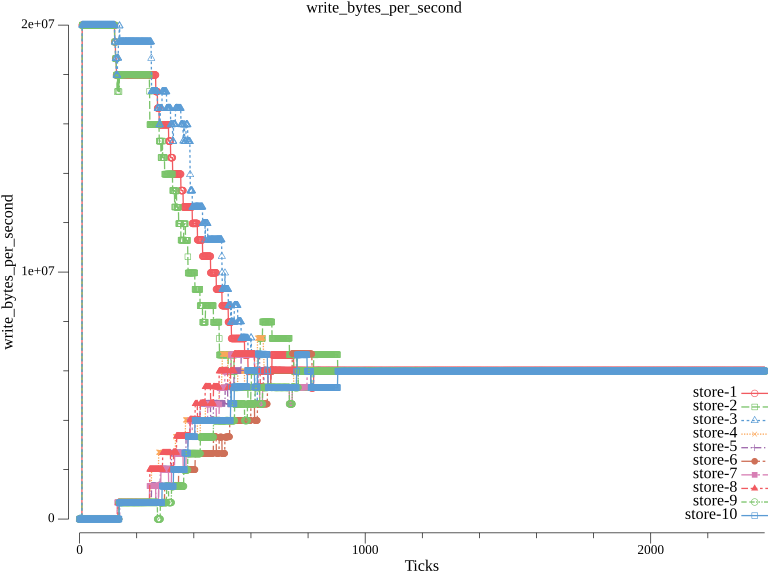 write_bytes_per_second
2e+07
1e+07
0
write_bytes_per_second
0
1000
2000
Ticks
store-1
store-2
store-3
store-4
store-5
store-6
store-7
store-8
store-9
store-10